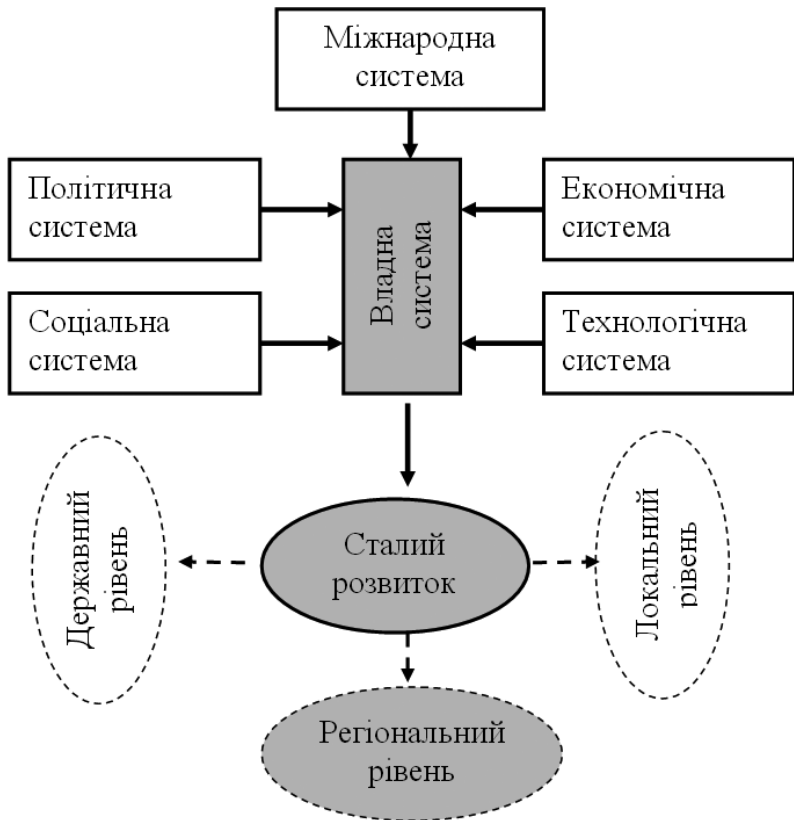 Міжнародна
система
Політична
система
Владна
система
Економічна
система
Соціальна
система
Технологічна
система
Державний
рівень
Сталий
розвиток
Локальний
рівень
Регіональний
рівень